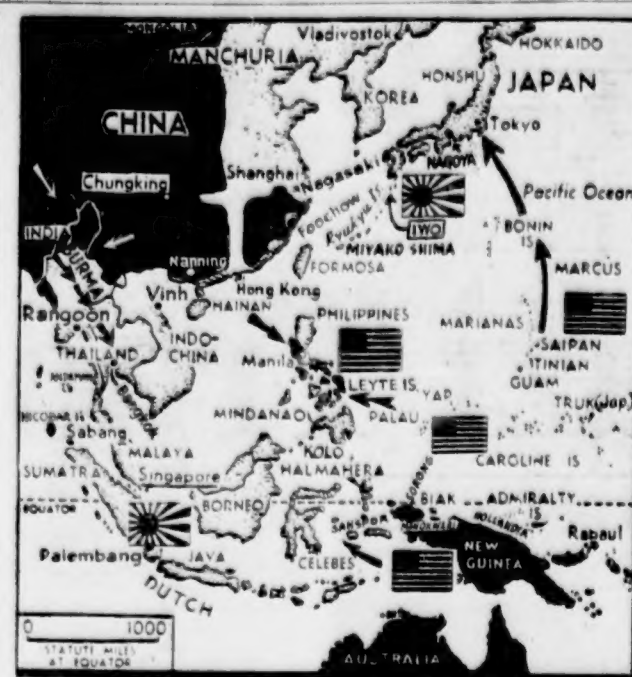 MONGOLIA
Vladivostok
HOKKAIDO
MANCHURIA
HONSHU
JAPAN
KOREA
CHINA
Tokyo
Shanghai
Nagasaki
NAGOYA
Chungking
Pacific Ocean
Foochow
Ryukyu IS
IWO
BONIN
IS
INDIA
MIYAKO SHIMA
BURMA
Nanning
FORMOSA
MARCUS
Vinh
Hong Kong
HAINAN
PHILIPPINES
MARIANAS
Rangoon
INDO-
CHINA
SAIPAN
TINIAN
GUAM
THAILAND
Manila
Bangkok
LEYTE IS
YAP
TRUK (Jap)
MINDANAO
PALAU
Sabang
MALAYA
KOLO
CAROLINE IS
SUMATRA
Singapore
HALMAHERA
SORONG
EQUATOR
BORNEO
BIAK
ADMIRALTY
IS
HOLLANDIA
NEW
GUINEA
Rabaul
Palembang
JAVA
CELEBES
DUTCH
0 1000
STATUTE MILES
AT EQUATOR
AUSTRALIA